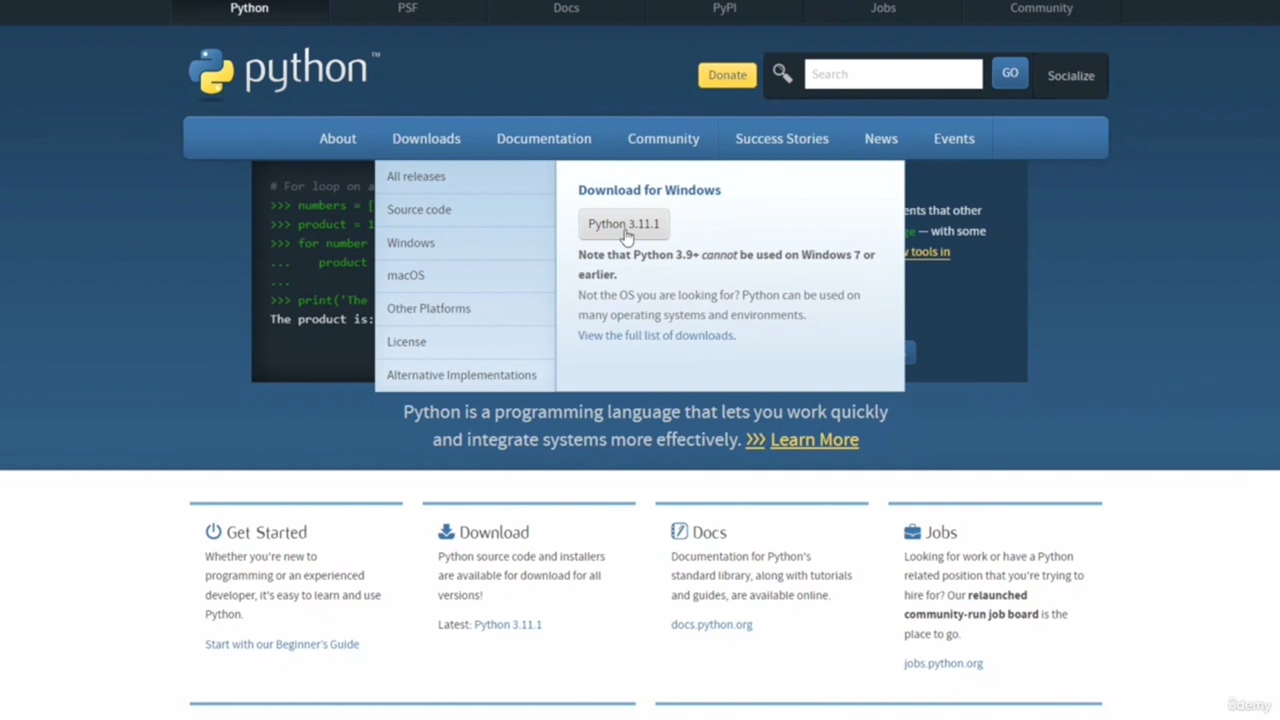 Python
PSF
Docs
PyPI
Jobs
Community
python™
Donate
Search
GO
Socialize
About
Downloads
Documentation
Community
Success Stories
News
Events
# For loop on a
>>> numbers = [
>>> product = 1
>>> for number
... product
...
>>> print('The
The product is:
All releases
Source code
Windows
macOS
Other Platforms
License
Alternative Implementations
Download for Windows
Python 3.11.1
Note that Python 3.9+ cannot be used on Windows 7 or
earlier.
Not the OS you are looking for? Python can be used on
many operating systems and environments.
View the full list of downloads.
ents that other
— with some
tools in
Python is a programming language that lets you work quickly
and integrate systems more effectively. >>> Learn More
Get Started
Whether you're new to
programming or an experienced
developer, it's easy to learn and use
Python.
Start with our Beginner's Guide
Download
Python source code and installers
are available for download for all
versions!
Latest: Python 3.11.1
Docs
Documentation for Python's
standard library, along with tutorials
and guides, are available online.
docs.python.org
Jobs
Looking for work or have a Python
related position that you're trying to
hire for? Our relaunched
community-run job board is the
place to go.
jobs.python.org
ûdemy